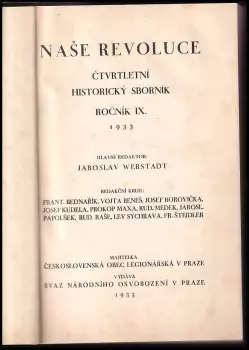 NAŠE REVOLUCE
ČTVRTLETNÍ
HISTORICKÝ SBORNÍK
ROČNÍK IX.
1933
HLAVNÍ REDAKTOR:
JAROSLAV WERSTADT
REDAKČNÍ KRUH:
FRANT. BEDNAŘÍK, VOJTA BENEŠ, JOSEF BOROVIČKA,
JOSEF KUDELA, PROKOP MAXA, RUD. MEDEK, JAROSL.
PAPOUŠEK, RUD. RAŠE, LEV SYCHRAVA, FR. ŠTEIDLER
MAJITELKA
ČESKOSLOVENSKÁ OBEC LEGIONÁŘSKÁ V PRAZE
VYDÁVÁ
SVAZ NÁRODNÍHO OSVOBOZENÍ V PRAZE
1933